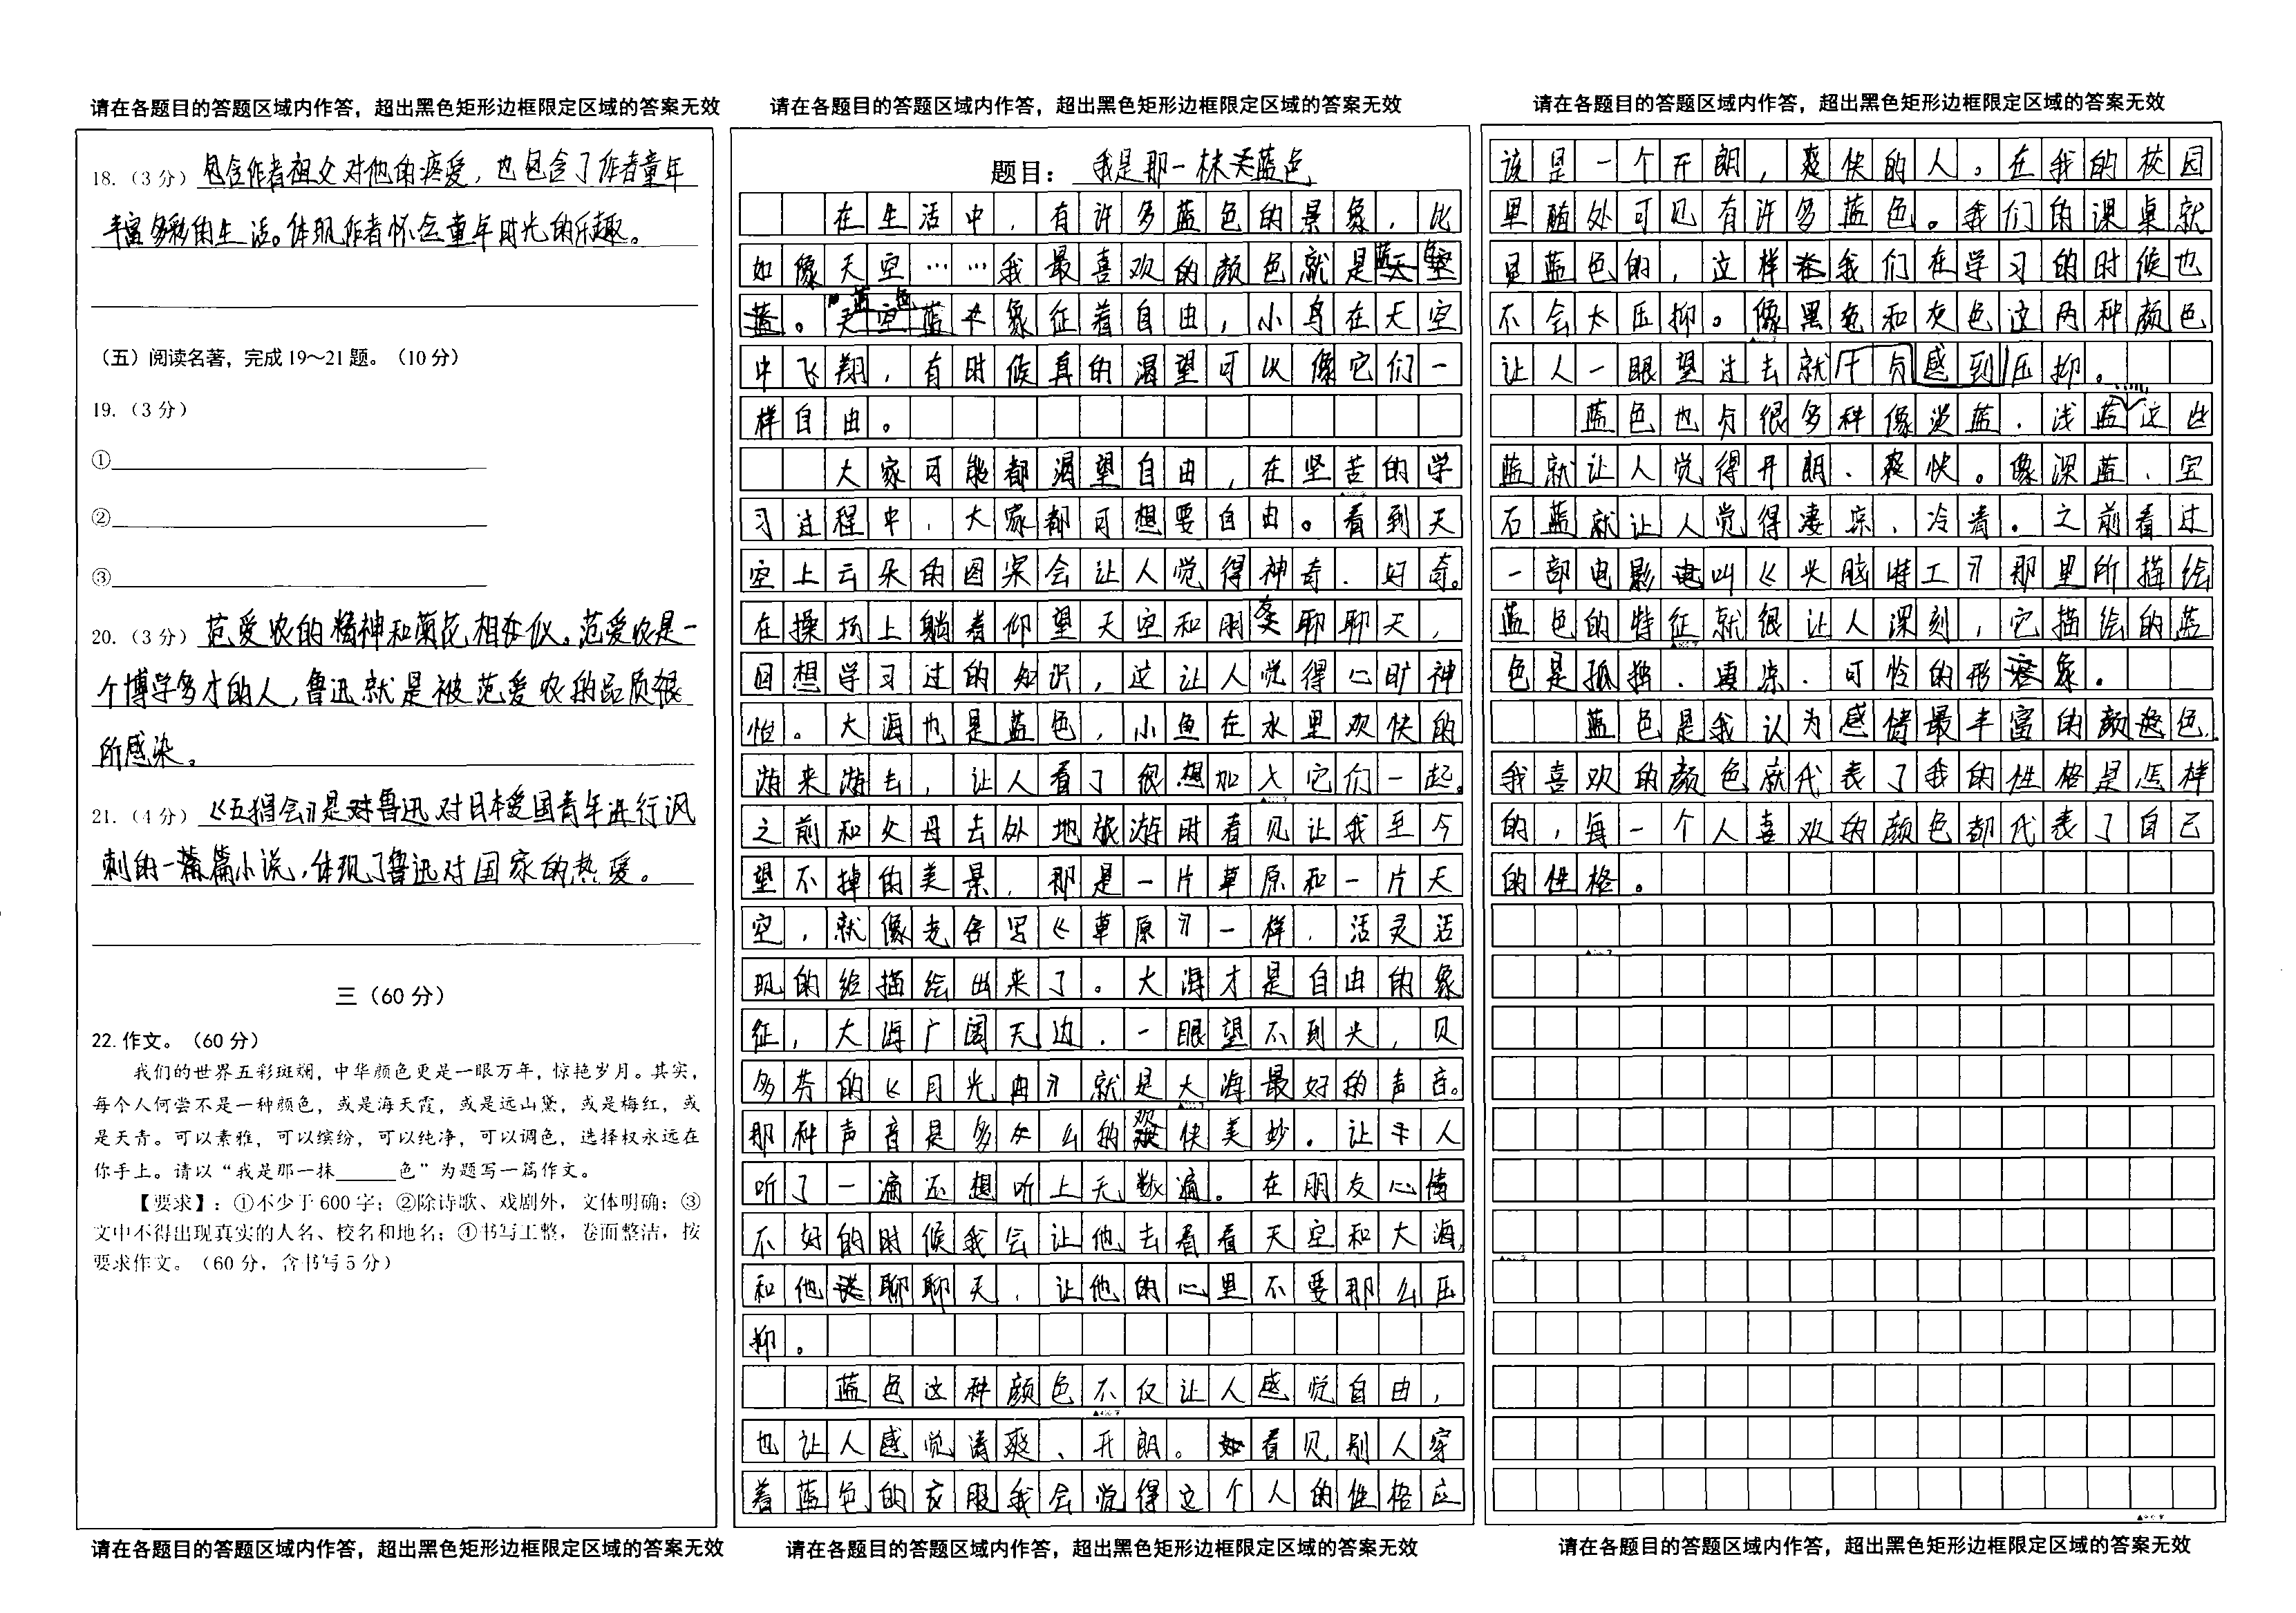 请在各题目的答题区域内作答，超出黑色矩形边框限定区域的答案无效
18.（3 分）包含作者祖父对他的疼爱，也包含了作者童年
丰富多彩的生活。体现作者怀念童年时光的乐趣。
（五）阅读名著，完成 19～21 题。（10 分）
19.（3 分）
①
②
③
20.（3 分）范爱农的精神和菊花相变似。范爱农是一
个博学多才的人，鲁迅就是被范爱农的品质很
所感染。
21.（4 分）《五猖会》是对鲁迅对日本爱国青年进行讽
刺的一篇篇小说，体现了鲁迅对国家的热爱。
三（60 分）
22.作文。（60 分）
我们的世界五彩斑斓，中华颜色更是一眼万年，惊艳岁月。其实，
每个人何尝不是一种颜色，或是海天霞，或是远山黛，或是梅红，或
是天青。可以素雅，可以缤纷，可以纯净，可以调色，选择权永远在
你手上。请以“我是那一抹______色”为题写一篇作文。
【要求】：①不少于 600 字；②除诗歌、戏剧外，文体明确；③
文中不得出现真实的人名、校名和地名；④书写工整，卷面整洁，按
要求作文。（60 分，含书写 5 分）
请在各题目的答题区域内作答，超出黑色矩形边框限定区域的答案无效
请在各题目的答题区域内作答，超出黑色矩形边框限定区域的答案无效
题目：我是那一抹天蓝色
在生活中，有许多蓝色的景象，比
如像天空……我最喜欢的颜色就是蓝色
。蓝色象征着自由，小鸟在天空
中飞翔，有时候真的渴望可以像它们一
样自由。
大家可能都渴望自由，在坚苦的学
习过程中，大家都可想要自由。看到天
空上云朵的图案会让人觉得神奇、好奇。
在操场上躺着仰望天空和朋友聊聊天，
回想学习过的知识，这让人觉得心旷神
怡。大海也是蓝色，小鱼在水里欢快的
游来游去，让人看了很想加入它们一起。
之前和父母去外地旅游时看见让我至今
望不掉的美景，那是一片草原和一片天
空，就像老舍写《草原》一样，活灵活
现的给描绘出来了。大海才是自由的象
征，大海广阔天边，一眼望不到头，贝
多芬的《月光曲》就是大海最好的声音。
那种声音是多么的欢快美妙。让人
听了一遍还想听上无数遍。在朋友心情
不好的时候我会让他去看看天空和大海，
和他聊聊天，让他的心里不要那么压
抑。
蓝色这种颜色不仅让人感觉自由，
也让人感觉清爽、开朗。看见别人穿
着蓝色的衣服我会觉得这个人的性格应
请在各题目的答题区域内作答，超出黑色矩形边框限定区域的答案无效
请在各题目的答题区域内作答，超出黑色矩形边框限定区域的答案无效
该是一个开朗，爽快的人。在我的校园
里随处可见有许多蓝色。我们的课桌就
是蓝色的，这样我们在学习的时候也
不会太压抑。像黑色和灰色这两种颜色
让人一眼望过去就感到压抑。
蓝色也有很多种像淡蓝、浅蓝这些
蓝就让人觉得开朗、爽快。像深蓝、宝
石蓝就让人觉得凄凉、冷清。之前看过
一部电影叫《头脑特工》那里所描绘
蓝色的特征就很让人深刻，它描绘的蓝
色是孤独、凄凉、可怜的形象。
蓝色是我认为感情最丰富的颜色，
我喜欢的颜色就代表了我的性格是怎样
的，每一个人喜欢的颜色都代表了自己
的性格。
请在各题目的答题区域内作答，超出黑色矩形边框限定区域的答案无效